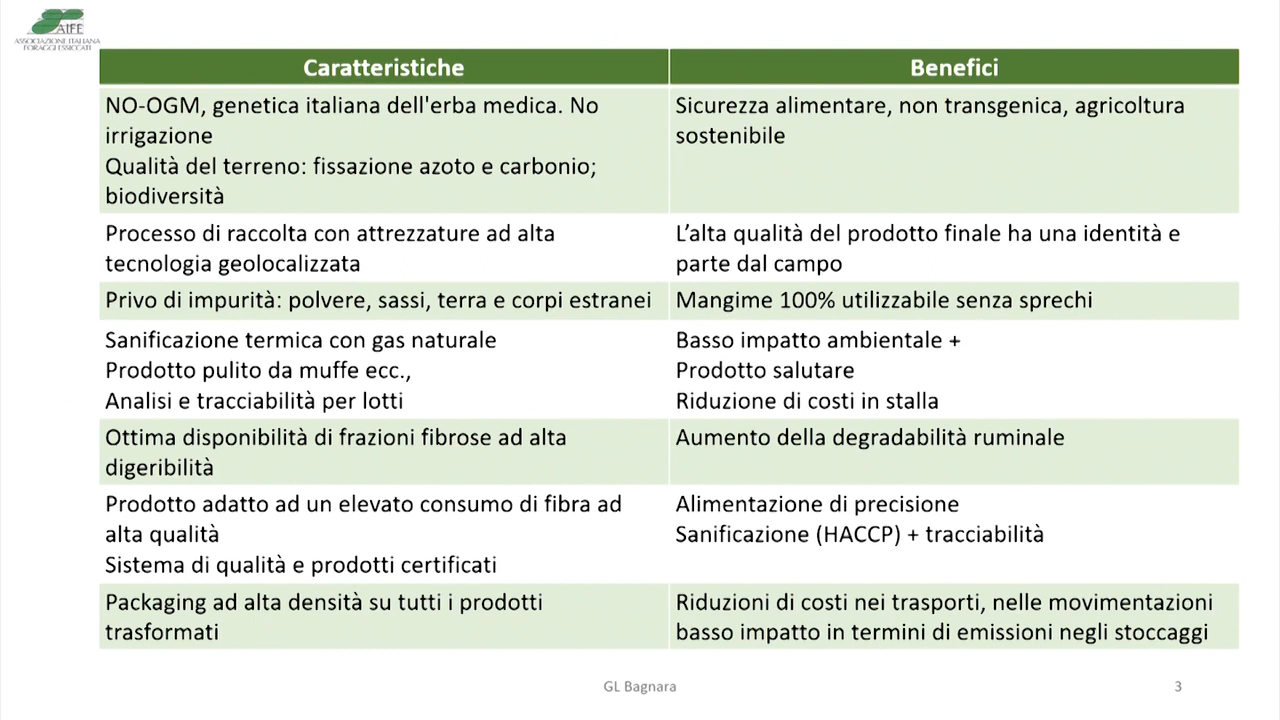 AIFE
ASSOCIAZIONE ITALIANA
FORAGGI ESSICCATI
Caratteristiche
Benefici
NO-OGM, genetica italiana dell'erba medica. No
irrigazione
Qualità del terreno: fissazione azoto e carbonio;
biodiversità
Sicurezza alimentare, non transgenica, agricoltura
sostenibile
Processo di raccolta con attrezzature ad alta
tecnologia geolocalizzata
L’alta qualità del prodotto finale ha una identità e
parte dal campo
Privo di impurità: polvere, sassi, terra e corpi estranei
Mangime 100% utilizzabile senza sprechi
Sanificazione termica con gas naturale
Prodotto pulito da muffe ecc.,
Analisi e tracciabilità per lotti
Basso impatto ambientale +
Prodotto salutare
Riduzione di costi in stalla
Ottima disponibilità di frazioni fibrose ad alta
digeribilità
Aumento della degradabilità ruminale
Prodotto adatto ad un elevato consumo di fibra ad
alta qualità
Sistema di qualità e prodotti certificati
Alimentazione di precisione
Sanificazione (HACCP) + tracciabilità
Packaging ad alta densità su tutti i prodotti
trasformati
Riduzioni di costi nei trasporti, nelle movimentazioni
basso impatto in termini di emissioni negli stoccaggi
GL Bagnara
3